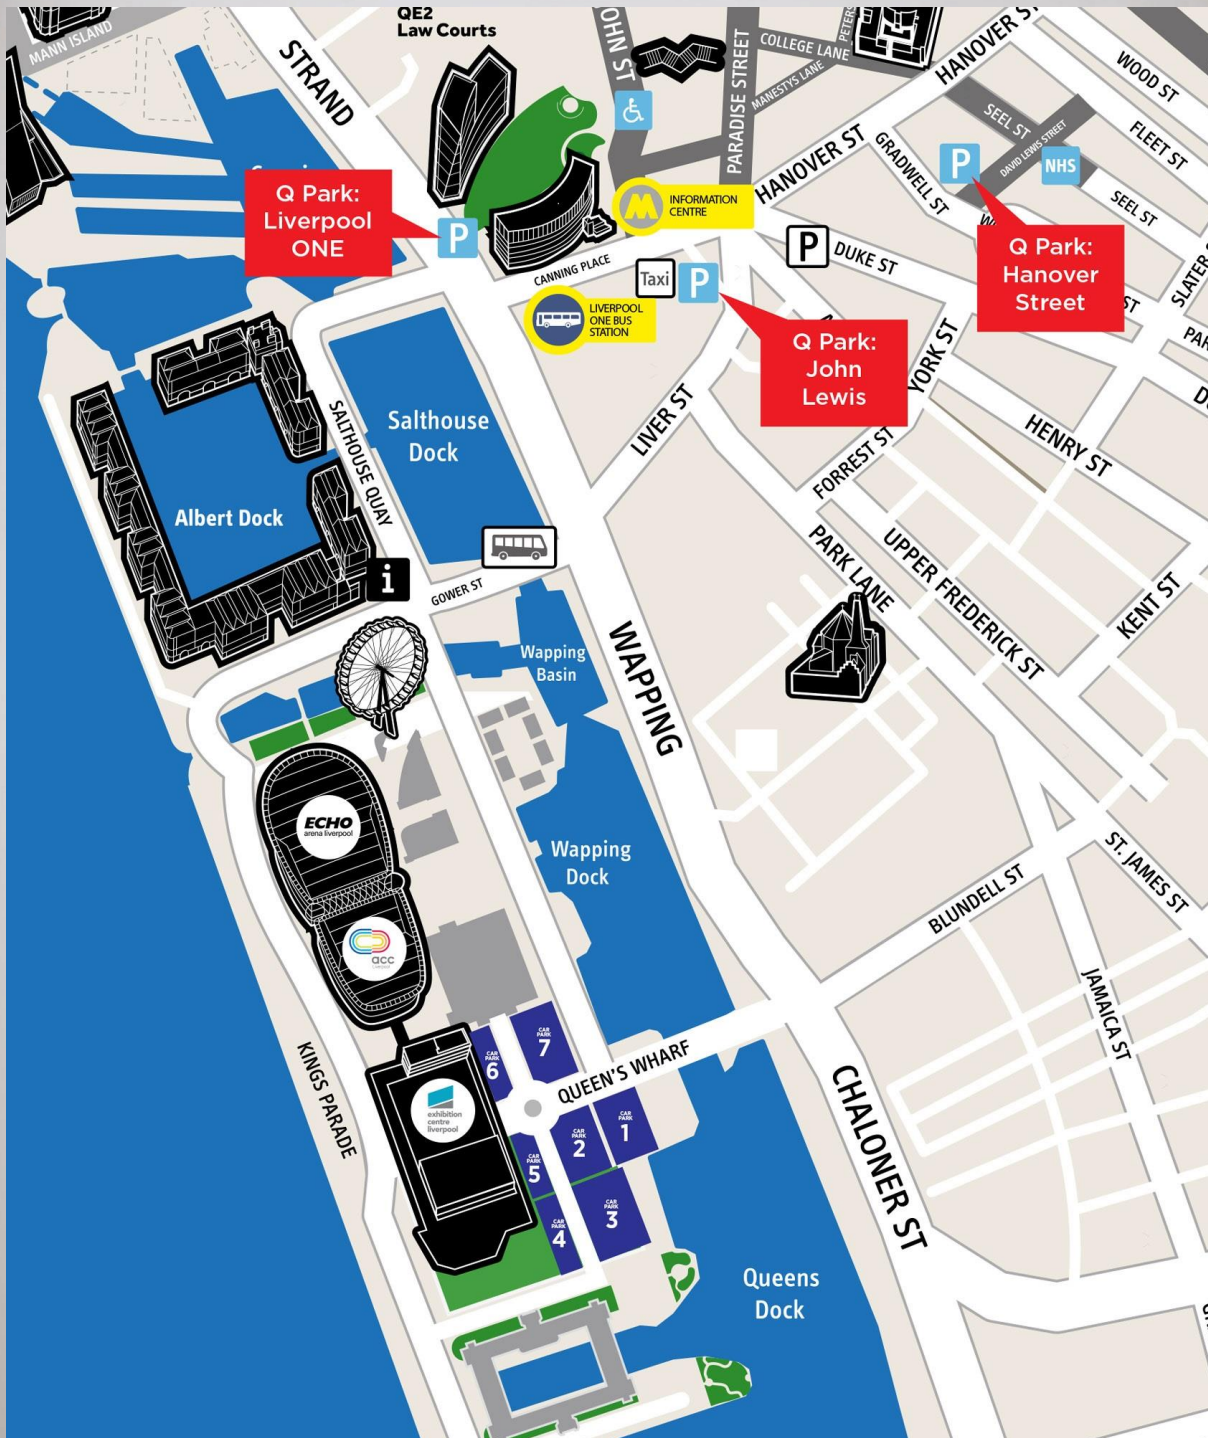 MANN ISLAND
STRAND
QE2
Law Courts
JOHN ST
PARADISE STREET
COLLEGE LANE
MANESTYS LANE
PETERS
HANOVER ST
WOOD ST
FLEET ST
SEEL ST
DAVID LEWIS STREET
NHS
SEEL ST
GRADWELL ST
P
HANOVER ST
Q Park:
Liverpool
ONE
P
M
INFORMATION
CENTRE
CANNING PLACE
Taxi
P
P
DUKE ST
Q Park:
Hanover
Street
ST
SLATER
LIVERPOOL
ONE BUS
STATION
Q Park:
John
Lewis
YORK ST
PAR
LIVER ST
HENRY ST
FORREST ST
SALTHOUSE QUAY
Salthouse
Dock
Albert Dock
i
GOWER ST
PARK LANE
UPPER FREDERICK ST
KENT ST
Wapping
Basin
WAPPING
ECHO
arena liverpool
Wapping
Dock
BLUNDELL ST
ST. JAMES ST
JAMAICA ST
acc
KINGS PARADE
CAR
PARK
6
CAR
PARK
7
QUEEN'S WHARF
exhibition
centre
liverpool
CAR
PARK
1
CAR
PARK
2
CAR
PARK
5
CAR
PARK
3
CAR
PARK
4
CHALONER ST
Queens
Dock